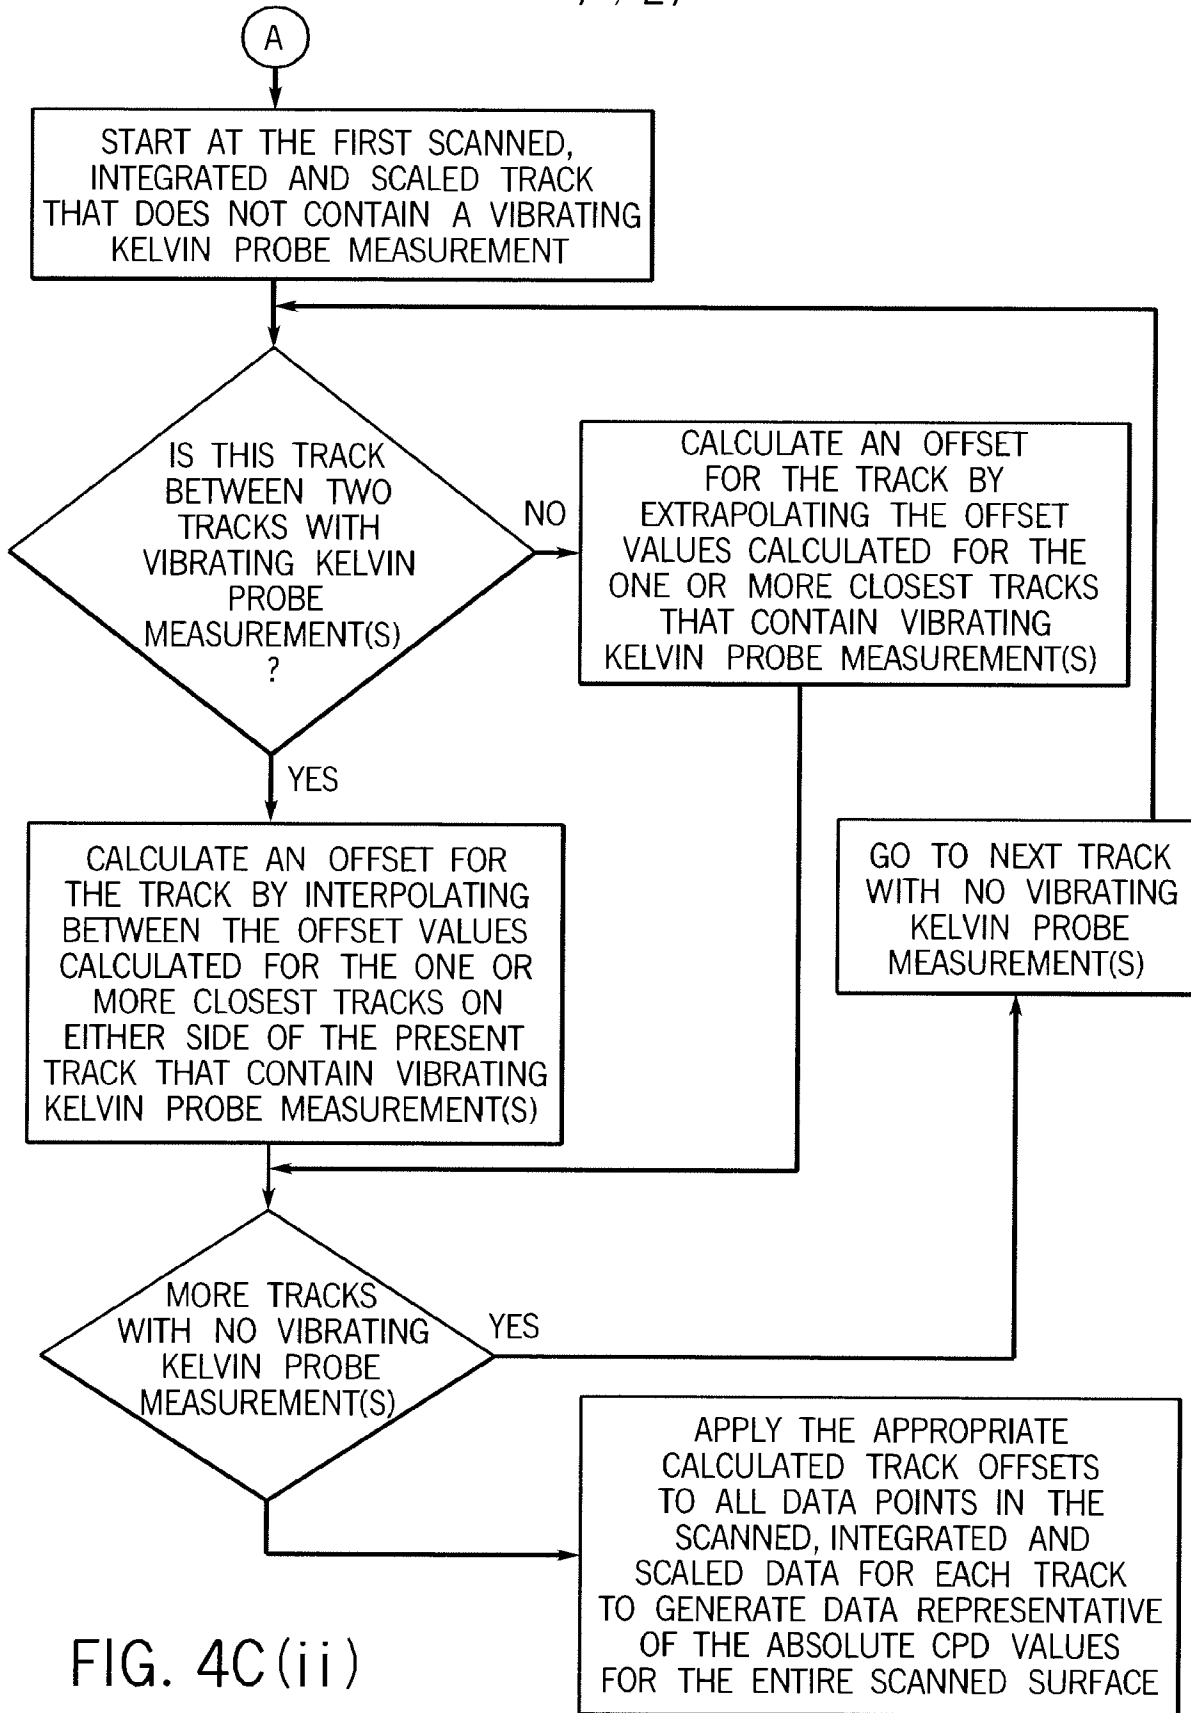 A
START AT THE FIRST SCANNED,
INTEGRATED AND SCALED TRACK
THAT DOES NOT CONTAIN A VIBRATING
KELVIN PROBE MEASUREMENT
IS THIS TRACK
BETWEEN TWO
TRACKS WITH
VIBRATING KELVIN
PROBE
MEASUREMENT(S)
?
NO
CALCULATE AN OFFSET
FOR THE TRACK BY
EXTRAPOLATING THE OFFSET
VALUES CALCULATED FOR THE
ONE OR MORE CLOSEST TRACKS
THAT CONTAIN VIBRATING
KELVIN PROBE MEASUREMENT(S)
YES
CALCULATE AN OFFSET FOR
THE TRACK BY INTERPOLATING
BETWEEN THE OFFSET VALUES
CALCULATED FOR THE ONE OR
MORE CLOSEST TRACKS ON
EITHER SIDE OF THE PRESENT
TRACK THAT CONTAIN VIBRATING
KELVIN PROBE MEASUREMENT(S)
GO TO NEXT TRACK
WITH NO VIBRATING
KELVIN PROBE
MEASUREMENT(S)
MORE TRACKS
WITH NO VIBRATING
KELVIN PROBE
MEASUREMENT(S)
YES
APPLY THE APPROPRIATE
CALCULATED TRACK OFFSETS
TO ALL DATA POINTS IN THE
SCANNED, INTEGRATED AND
SCALED DATA FOR EACH TRACK
TO GENERATE DATA REPRESENTATIVE
OF THE ABSOLUTE CPD VALUES
FOR THE ENTIRE SCANNED SURFACE
FIG. 4C(ii)